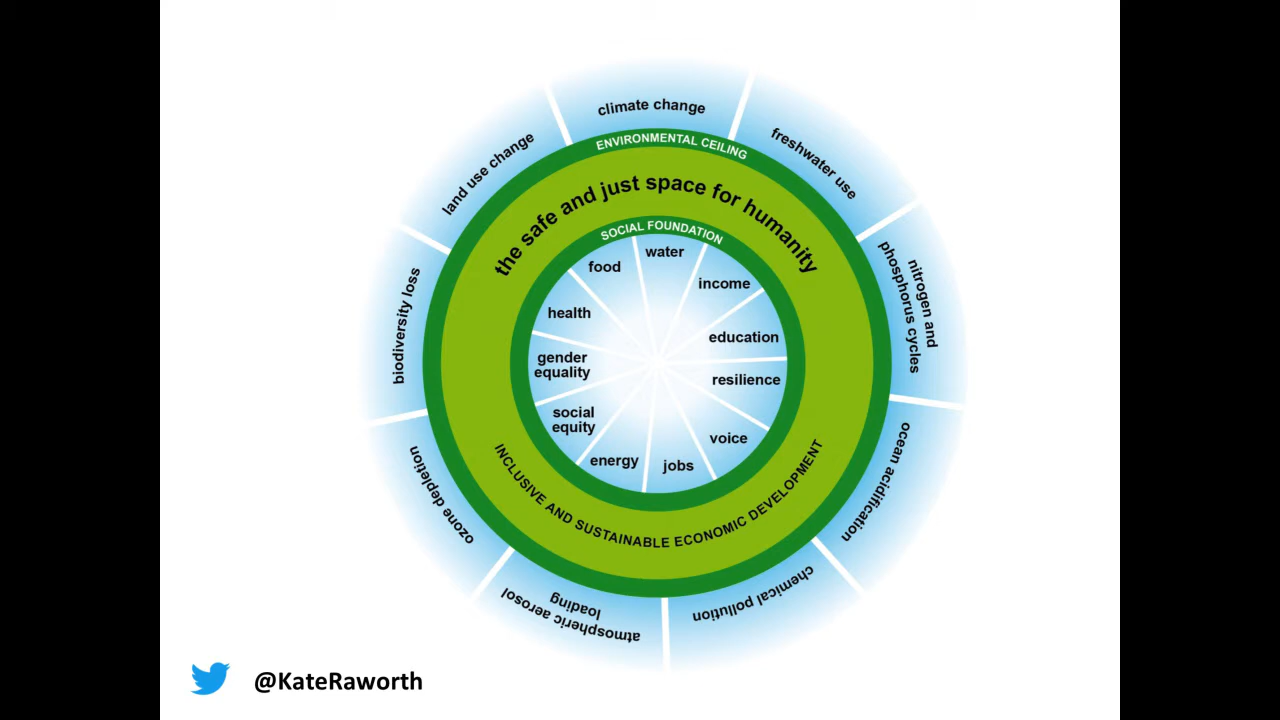 climate change
freshwater use
nitrogen and
phosphorus cycles
ocean acidification
chemical pollution
atmospheric aerosol
loading
ozone depletion
biodiversity loss
land use change
ENVIRONMENTAL CEILING
the safe and just space for humanity
SOCIAL FOUNDATION
water
income
education
resilience
voice
jobs
energy
social
equity
gender
equality
health
food
INCLUSIVE AND SUSTAINABLE ECONOMIC DEVELOPMENT
@KateRaworth